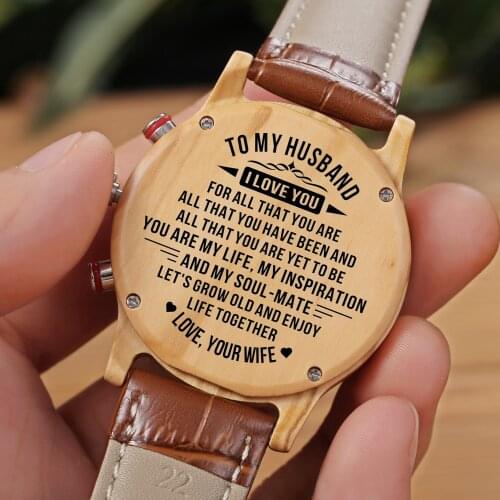 TO MY HUSBAND
I LOVE YOU
FOR ALL THAT YOU ARE
ALL THAT YOU HAVE BEEN AND
ALL THAT YOU ARE YET TO BE
YOU ARE MY LIFE, MY INSPIRATION
AND MY SOUL-MATE
LET'S GROW OLD AND ENJOY
LIFE TOGETHER
LOVE, YOUR WIFE
22